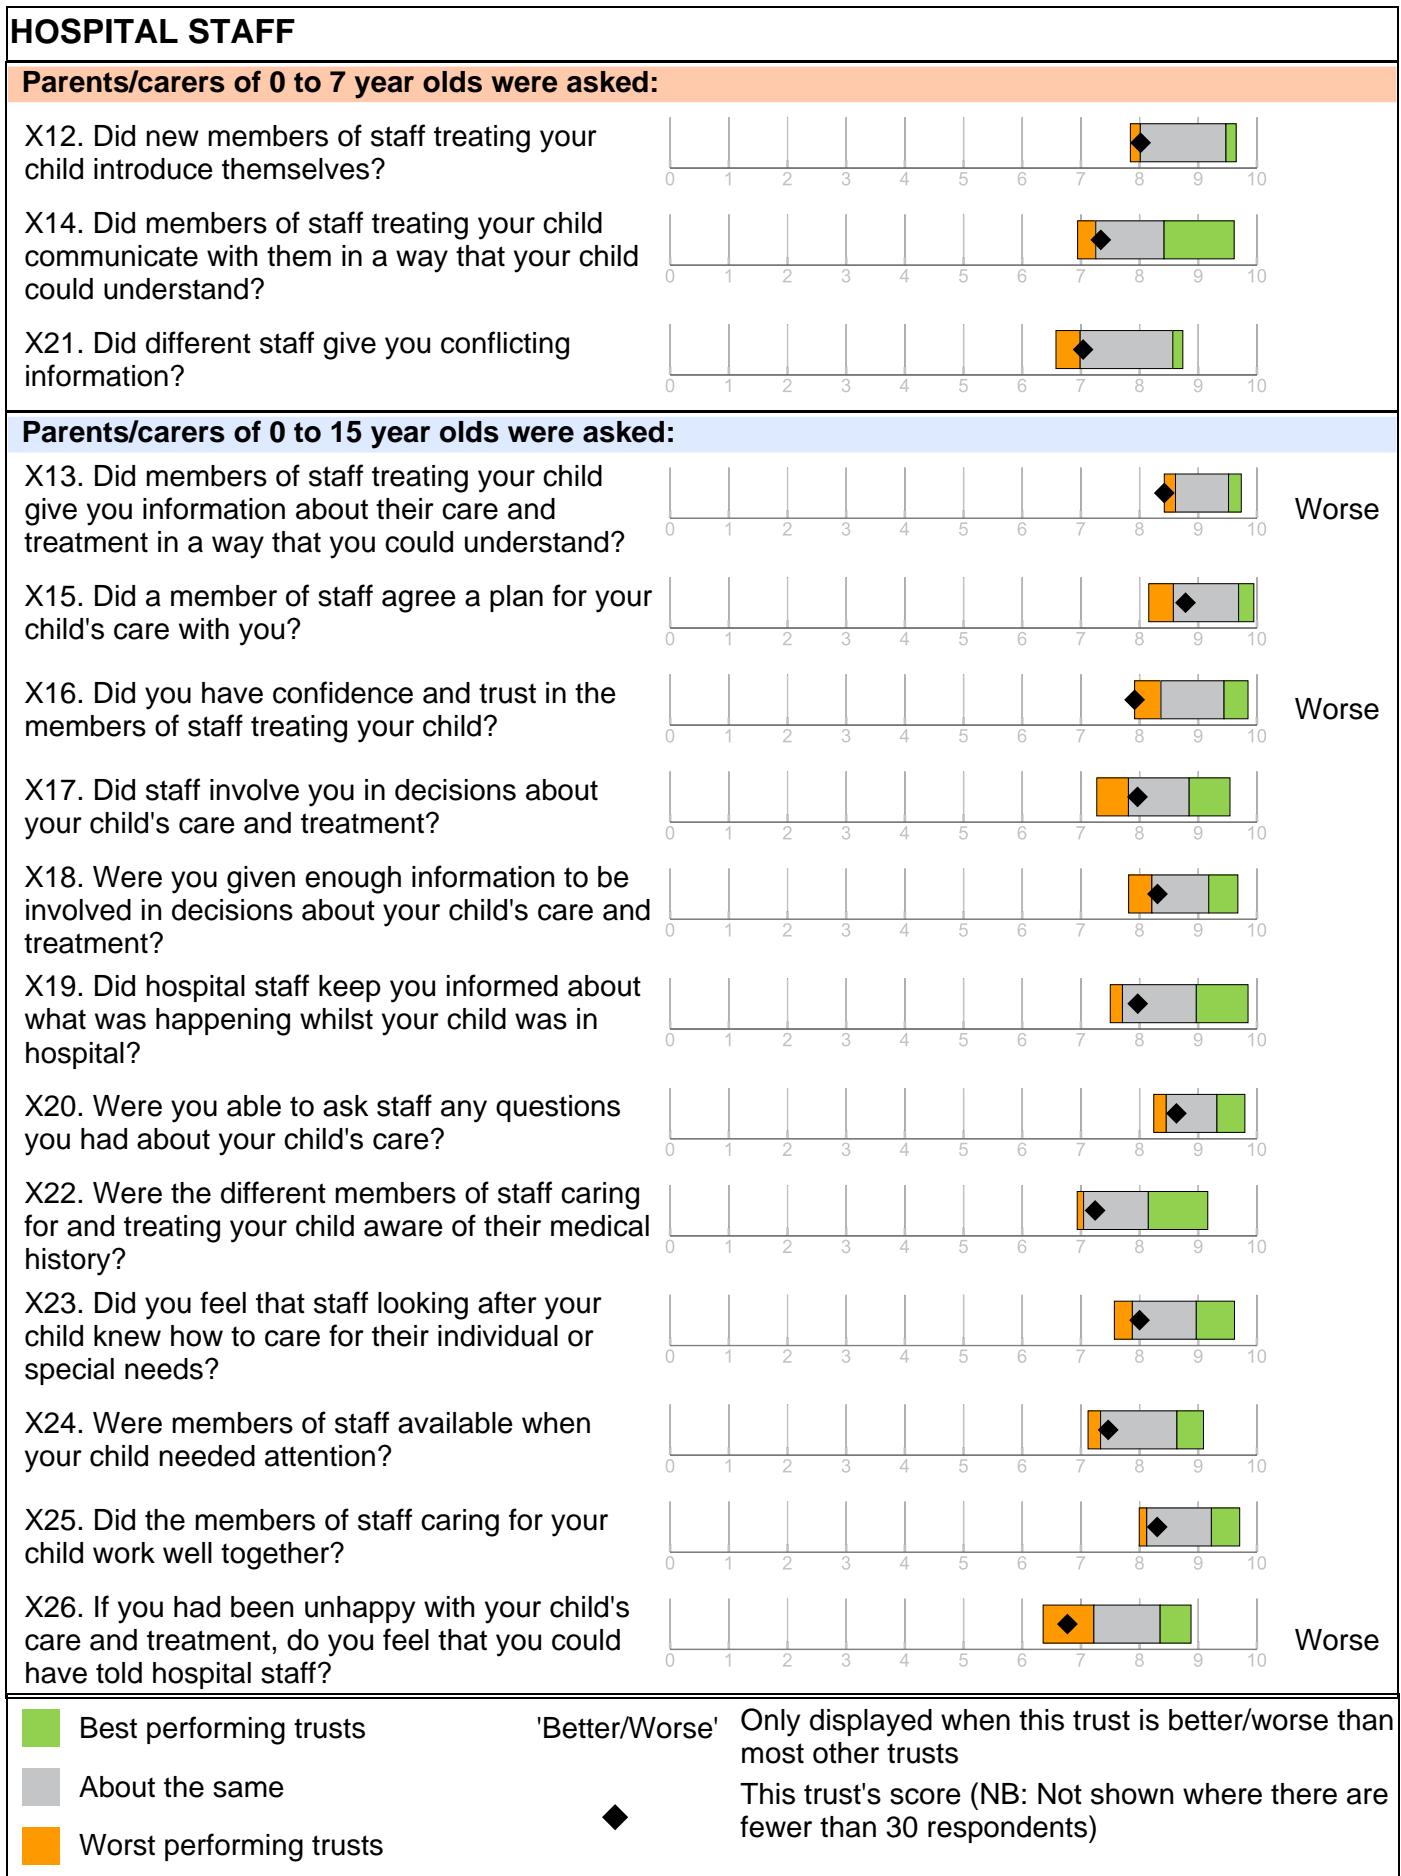 HOSPITAL STAFF
Parents/carers of 0 to 7 year olds were asked:
X12. Did new members of staff treating your
child introduce themselves?
0 1 2 3 4 5 6 7 8 9 10
X14. Did members of staff treating your child
communicate with them in a way that your child
could understand?
0 1 2 3 4 5 6 7 8 9 10
X21. Did different staff give you conflicting
information?
0 1 2 3 4 5 6 7 8 9 10
Parents/carers of 0 to 15 year olds were asked:
X13. Did members of staff treating your child
give you information about their care and
treatment in a way that you could understand?
0 1 2 3 4 5 6 7 8 9 10
Worse
X15. Did a member of staff agree a plan for your
child's care with you?
0 1 2 3 4 5 6 7 8 9 10
X16. Did you have confidence and trust in the
members of staff treating your child?
0 1 2 3 4 5 6 7 8 9 10
Worse
X17. Did staff involve you in decisions about
your child's care and treatment?
0 1 2 3 4 5 6 7 8 9 10
X18. Were you given enough information to be
involved in decisions about your child's care and
treatment?
0 1 2 3 4 5 6 7 8 9 10
X19. Did hospital staff keep you informed about
what was happening whilst your child was in
hospital?
0 1 2 3 4 5 6 7 8 9 10
X20. Were you able to ask staff any questions
you had about your child's care?
0 1 2 3 4 5 6 7 8 9 10
X22. Were the different members of staff caring
for and treating your child aware of their medical
history?
0 1 2 3 4 5 6 7 8 9 10
X23. Did you feel that staff looking after your
child knew how to care for their individual or
special needs?
0 1 2 3 4 5 6 7 8 9 10
X24. Were members of staff available when
your child needed attention?
0 1 2 3 4 5 6 7 8 9 10
X25. Did the members of staff caring for your
child work well together?
0 1 2 3 4 5 6 7 8 9 10
X26. If you had been unhappy with your child's
care and treatment, do you feel that you could
have told hospital staff?
0 1 2 3 4 5 6 7 8 9 10
Worse
Best performing trusts
About the same
Worst performing trusts
'Better/Worse'
Only displayed when this trust is better/worse than
most other trusts
This trust's score (NB: Not shown where there are
fewer than 30 respondents)